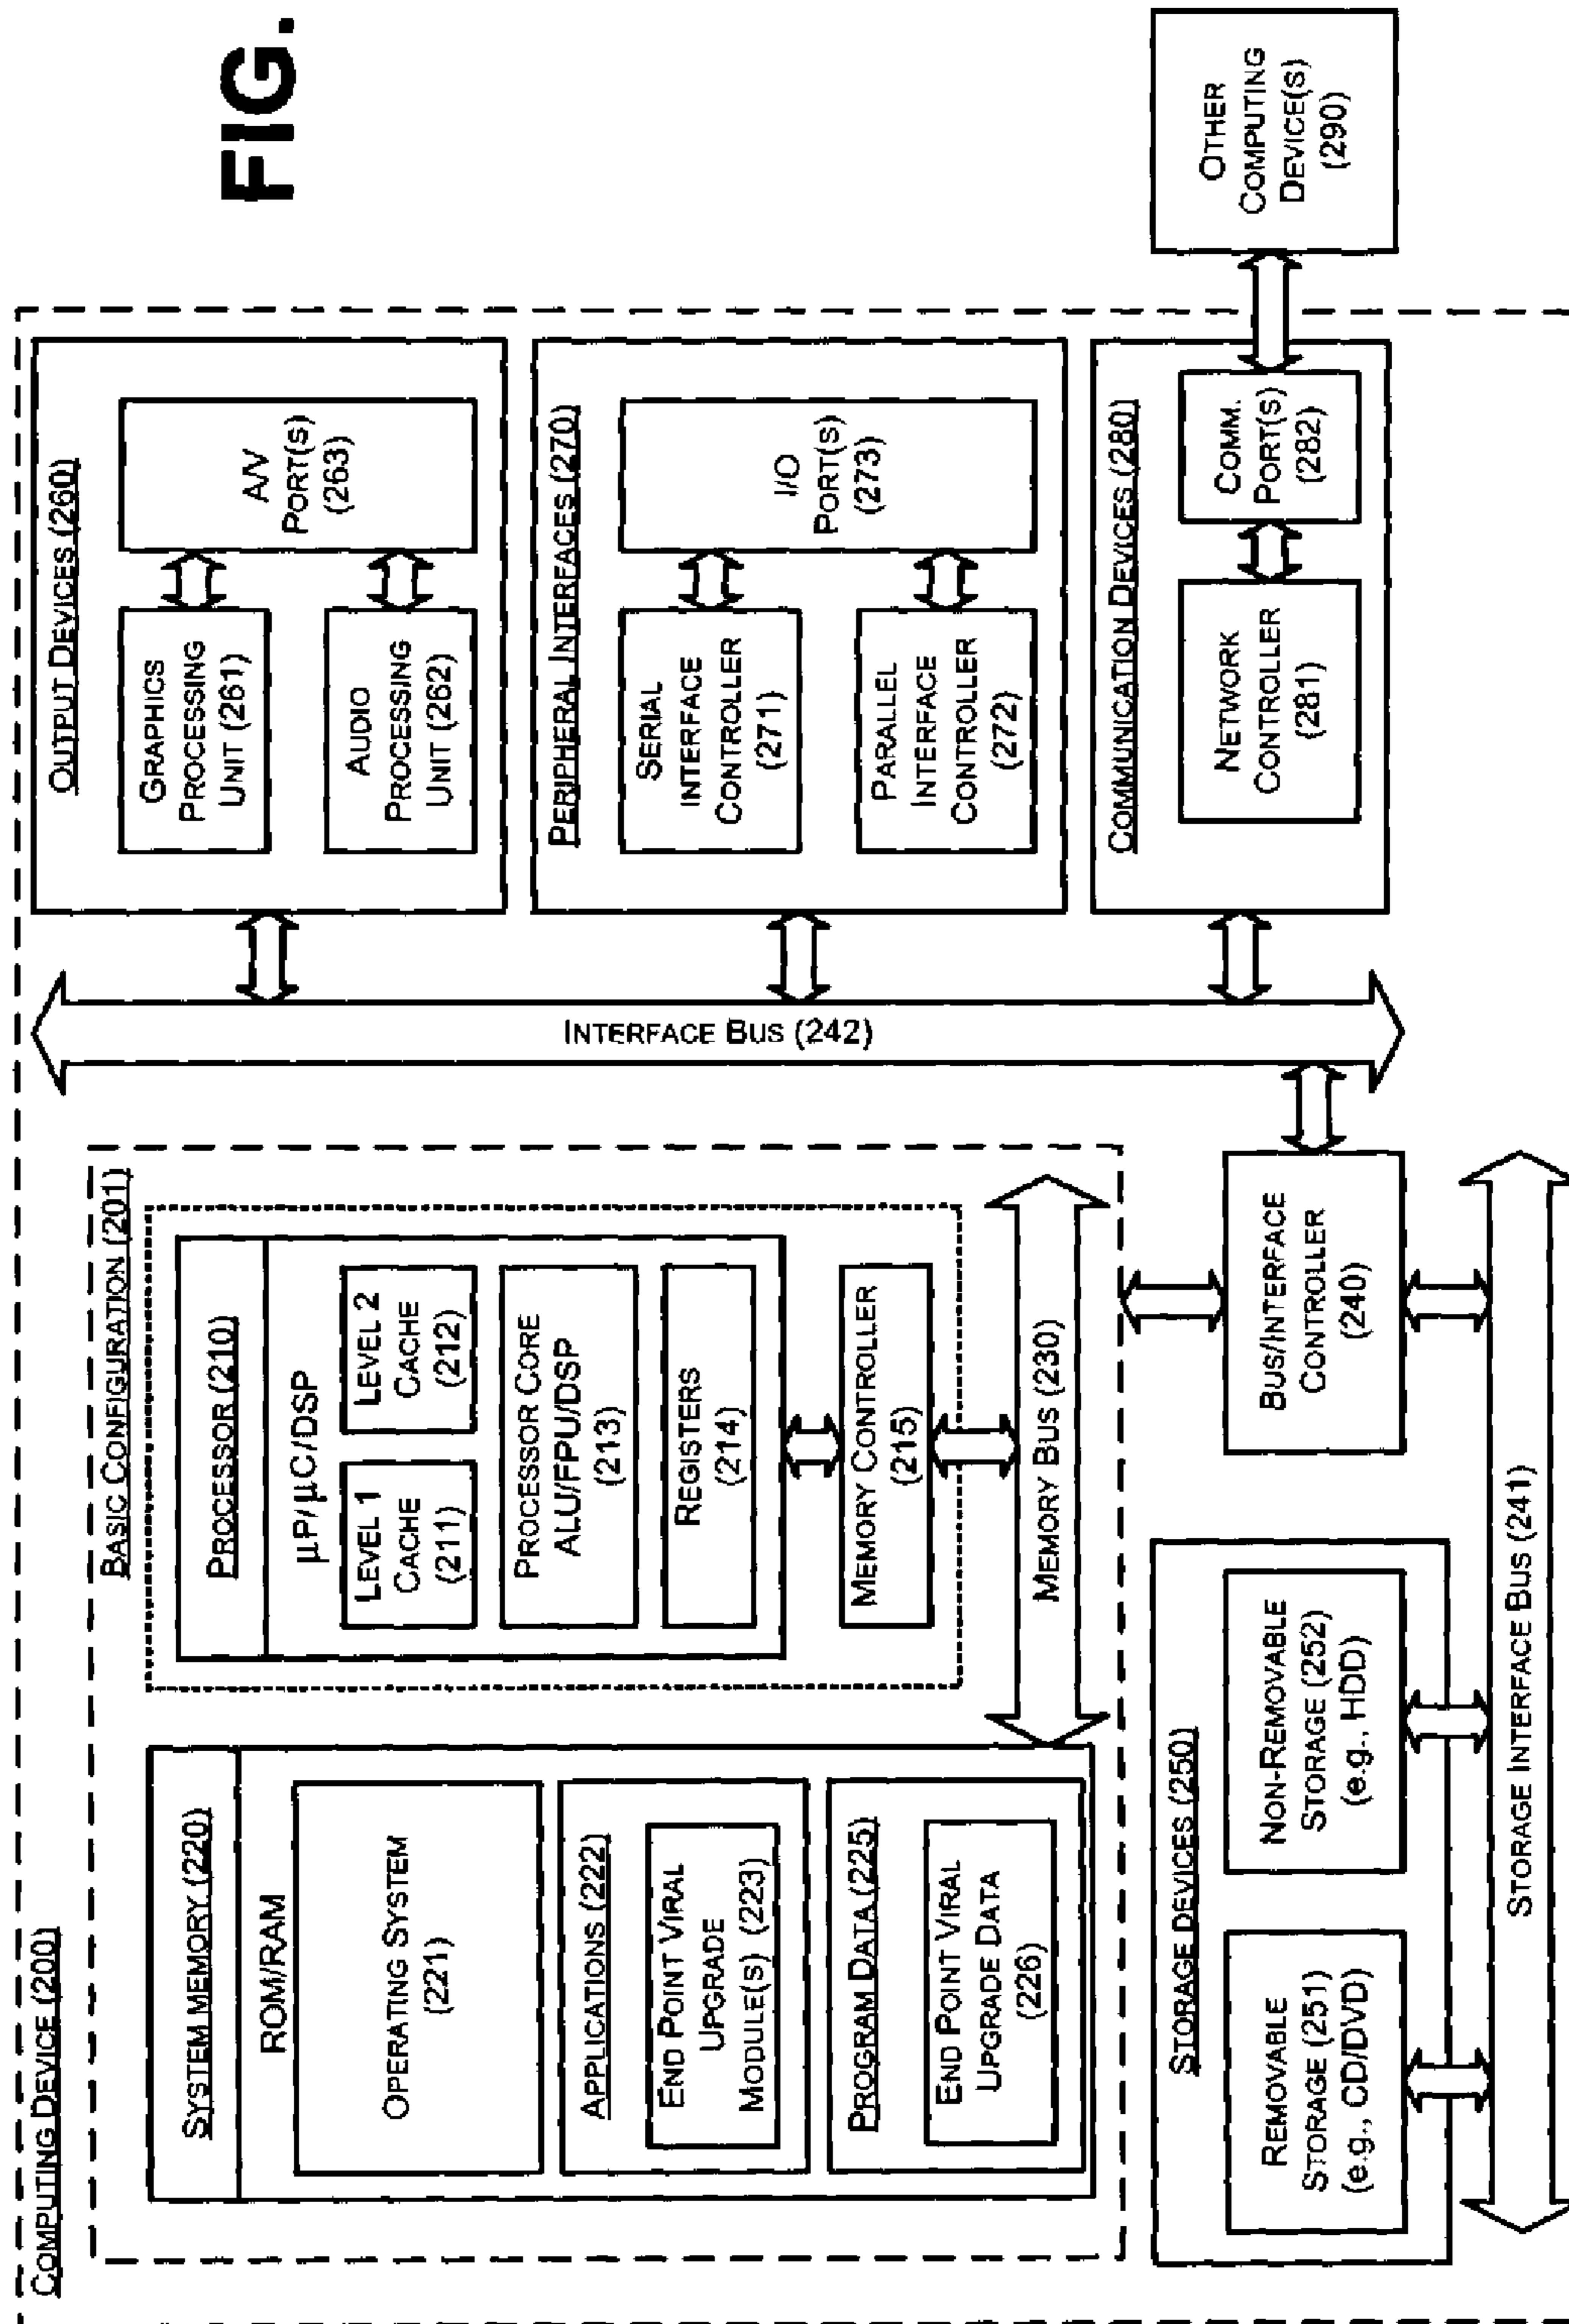 FIG.
COMPUTING DEVICE (200)
BASIC CONFIGURATION (201)
SYSTEM MEMORY (220)
ROM/RAM
OPERATING SYSTEM
(221)
APPLICATIONS (222)
END POINT VIRAL
UPGRADE
MODULE(S) (223)
PROGRAM DATA (225)
END POINT VIRAL
UPGRADE DATA
(226)
PROCESSOR (210)
µP/µC/DSP
LEVEL 1
CACHE
(211)
LEVEL 2
CACHE
(212)
PROCESSOR CORE
ALU/FPU/DSP
(213)
REGISTERS
(214)
MEMORY CONTROLLER
(215)
MEMORY BUS (230)
BUS/INTERFACE
CONTROLLER
(240)
STORAGE DEVICES (250)
REMOVABLE
STORAGE (251)
(e.g., CD/DVD)
NON-REMOVABLE
STORAGE (252)
(e.g., HDD)
STORAGE INTERFACE BUS (241)
INTERFACE BUS (242)
OUTPUT DEVICES (260)
GRAPHICS
PROCESSING
UNIT (261)
AUDIO
PROCESSING
UNIT (262)
A/V
PORT(S)
(263)
PERIPHERAL INTERFACES (270)
SERIAL
INTERFACE
CONTROLLER
(271)
PARALLEL
INTERFACE
CONTROLLER
(272)
I/O
PORT(S)
(273)
COMMUNICATION DEVICES (280)
NETWORK
CONTROLLER
(281)
COMM.
PORT(S)
(282)
OTHER
COMPUTING
DEVICE(S)
(290)